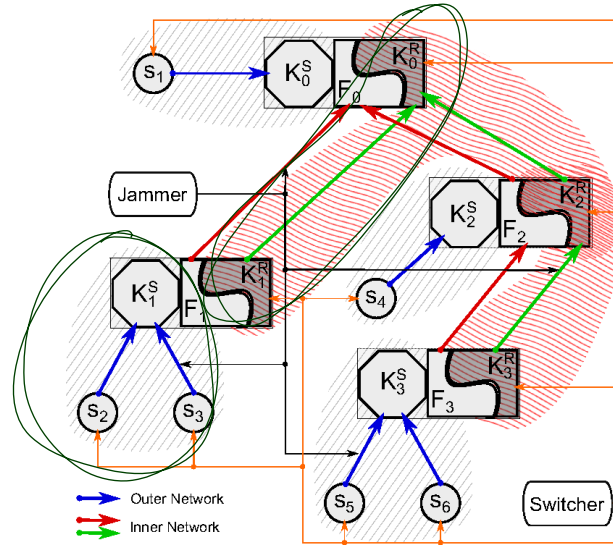 s1
K0S
F0
K0R
Jammer
K2S
F2
K2R
K1S
F1
K1R
s4
K3S
F3
K3R
s2
s3
s5
s6
Outer Network
Inner Network
Switcher